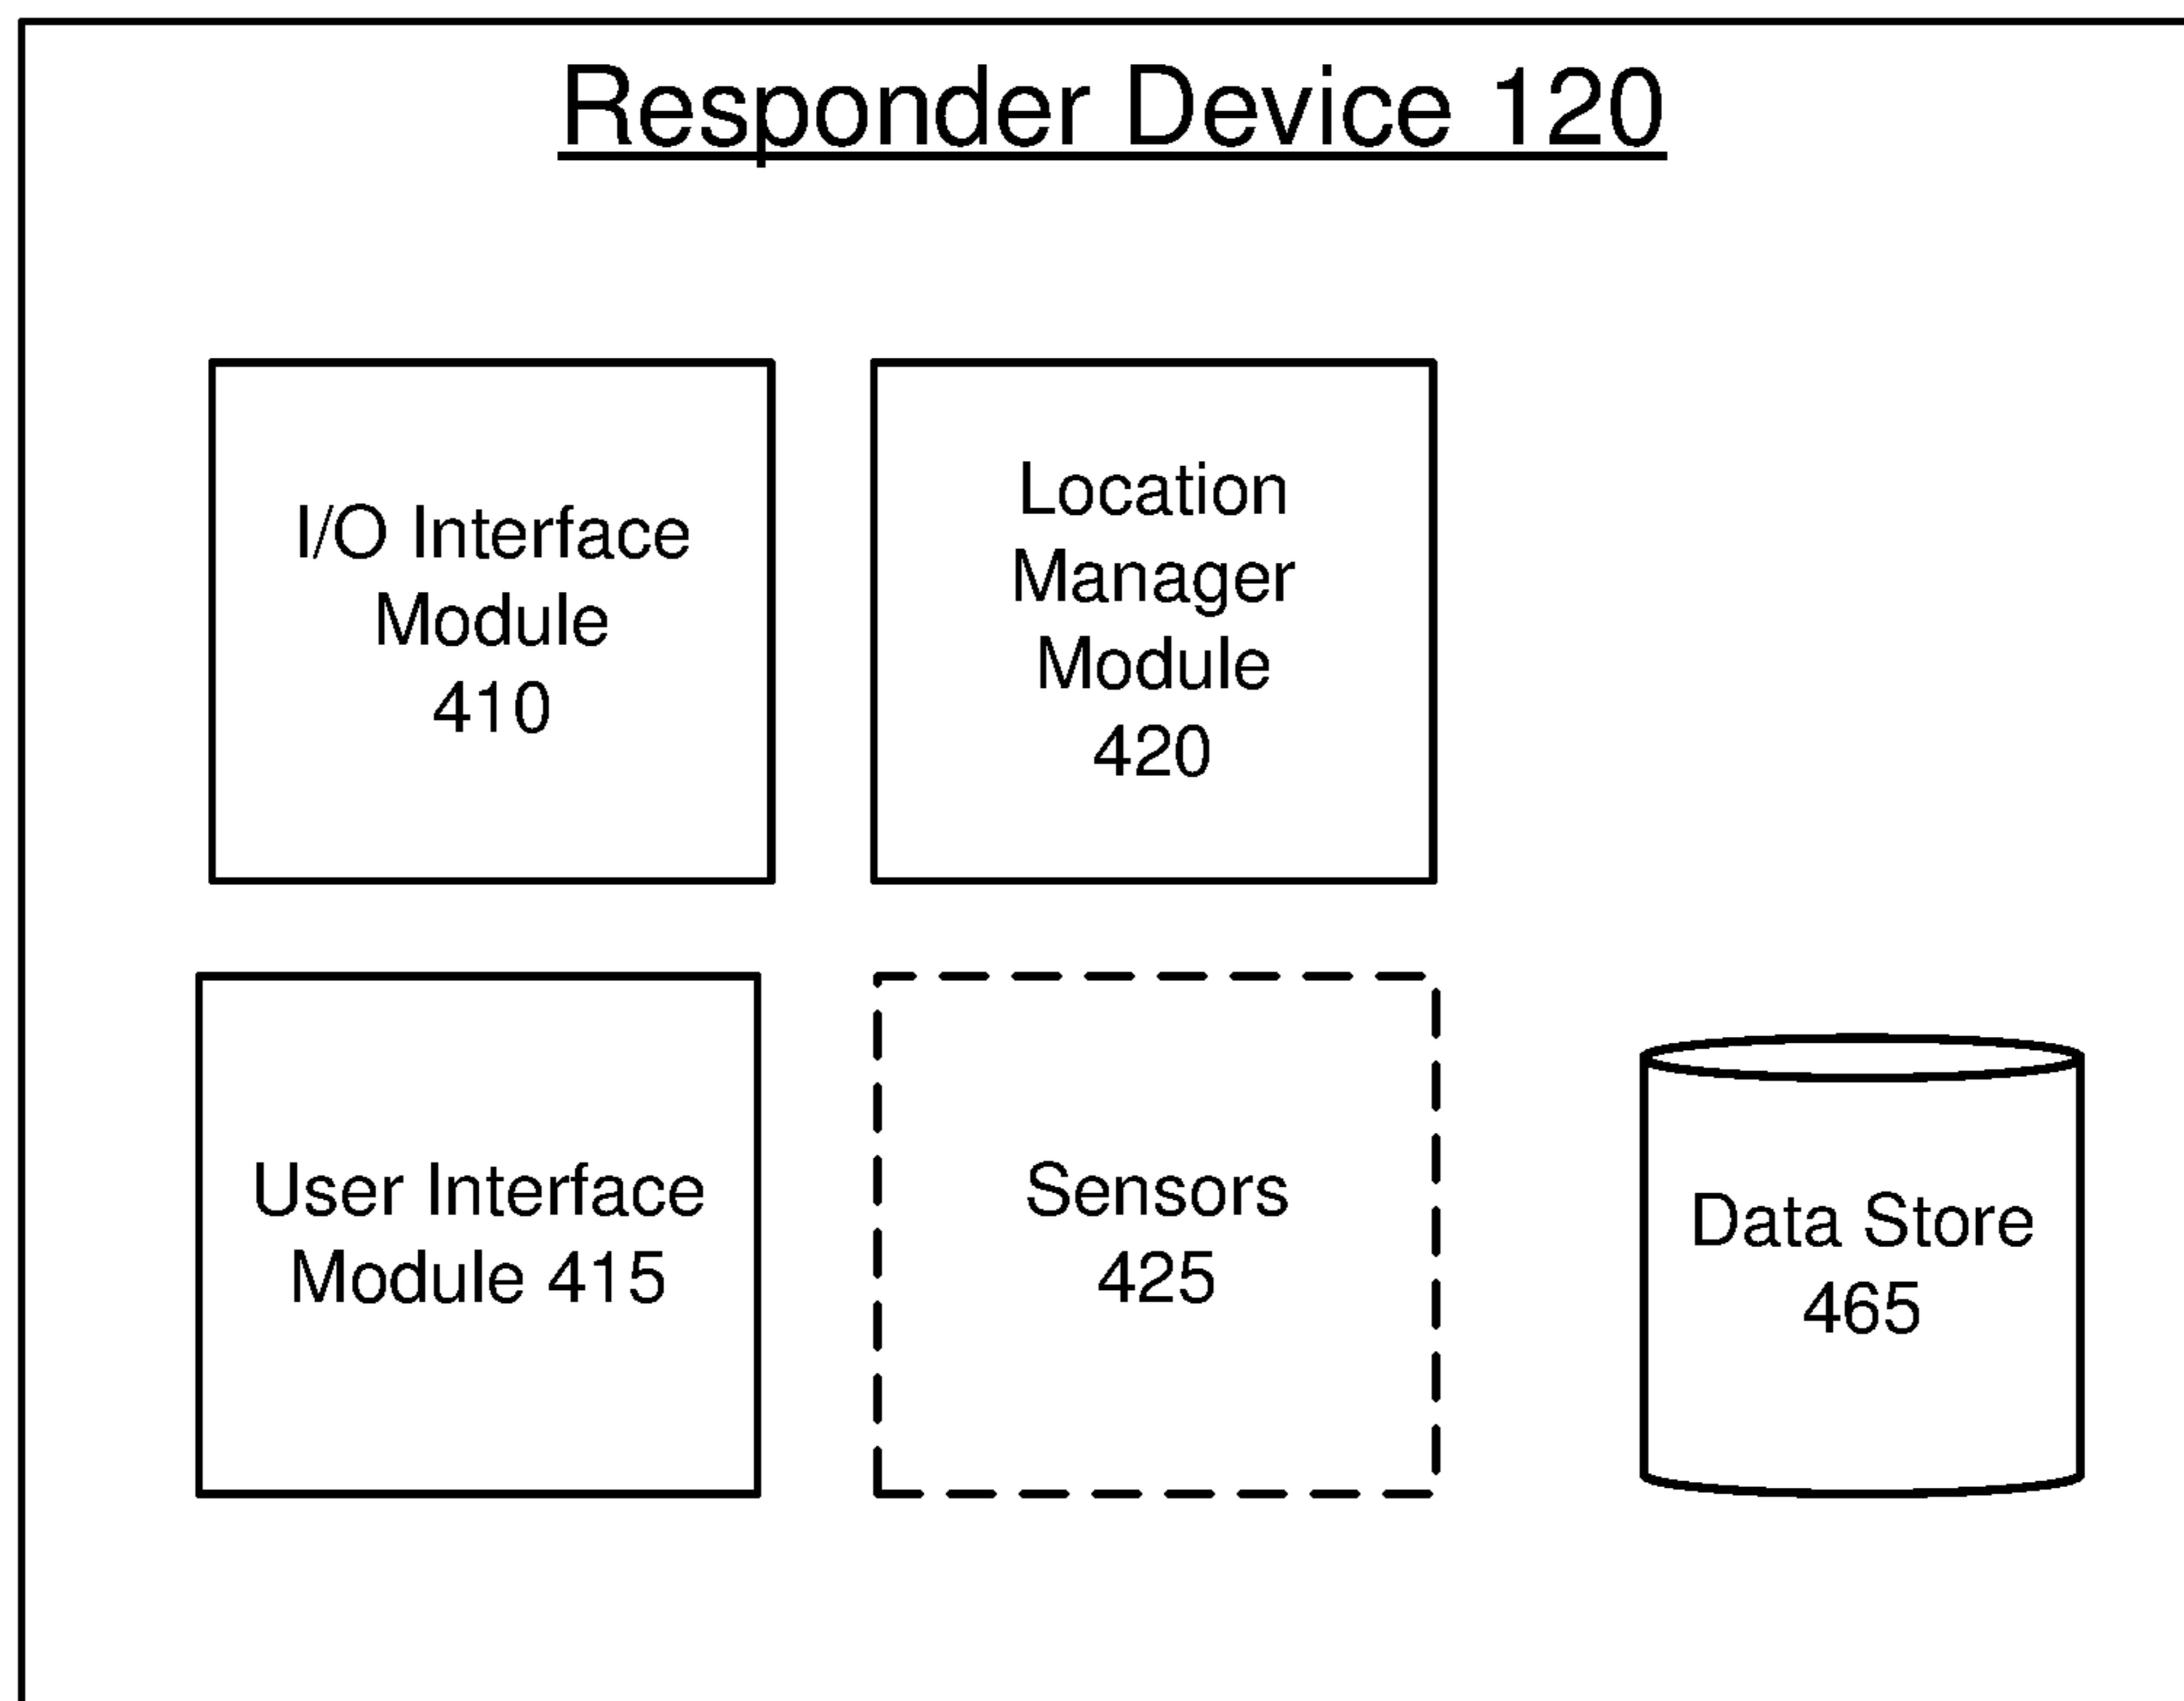 Responder Device 120
I/O Interface
Module
410
Location
Manager
Module
420
User Interface
Module 415
Sensors
425
Data Store
465